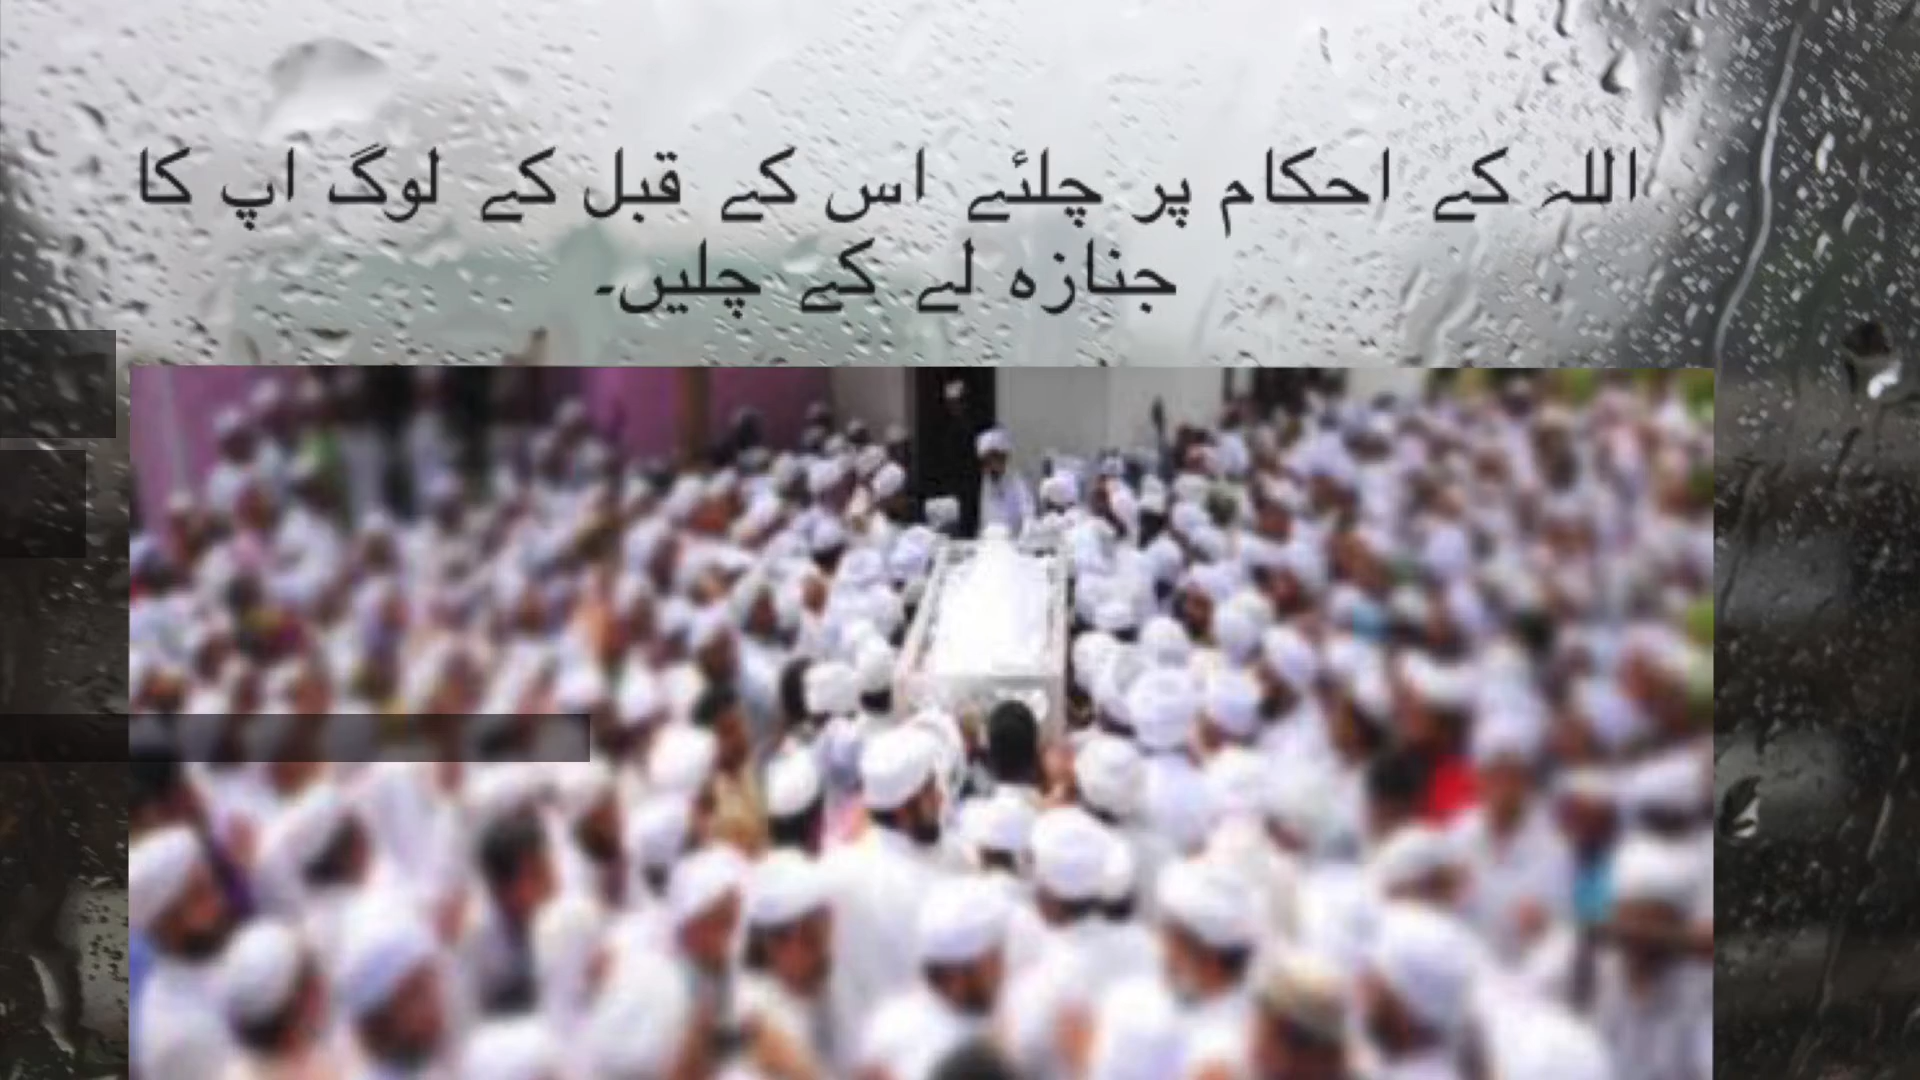 اللہ کے احکام پر چلئے اس کے قبل کے لوگ اپ کا
جنازہ لے کے چلیں۔